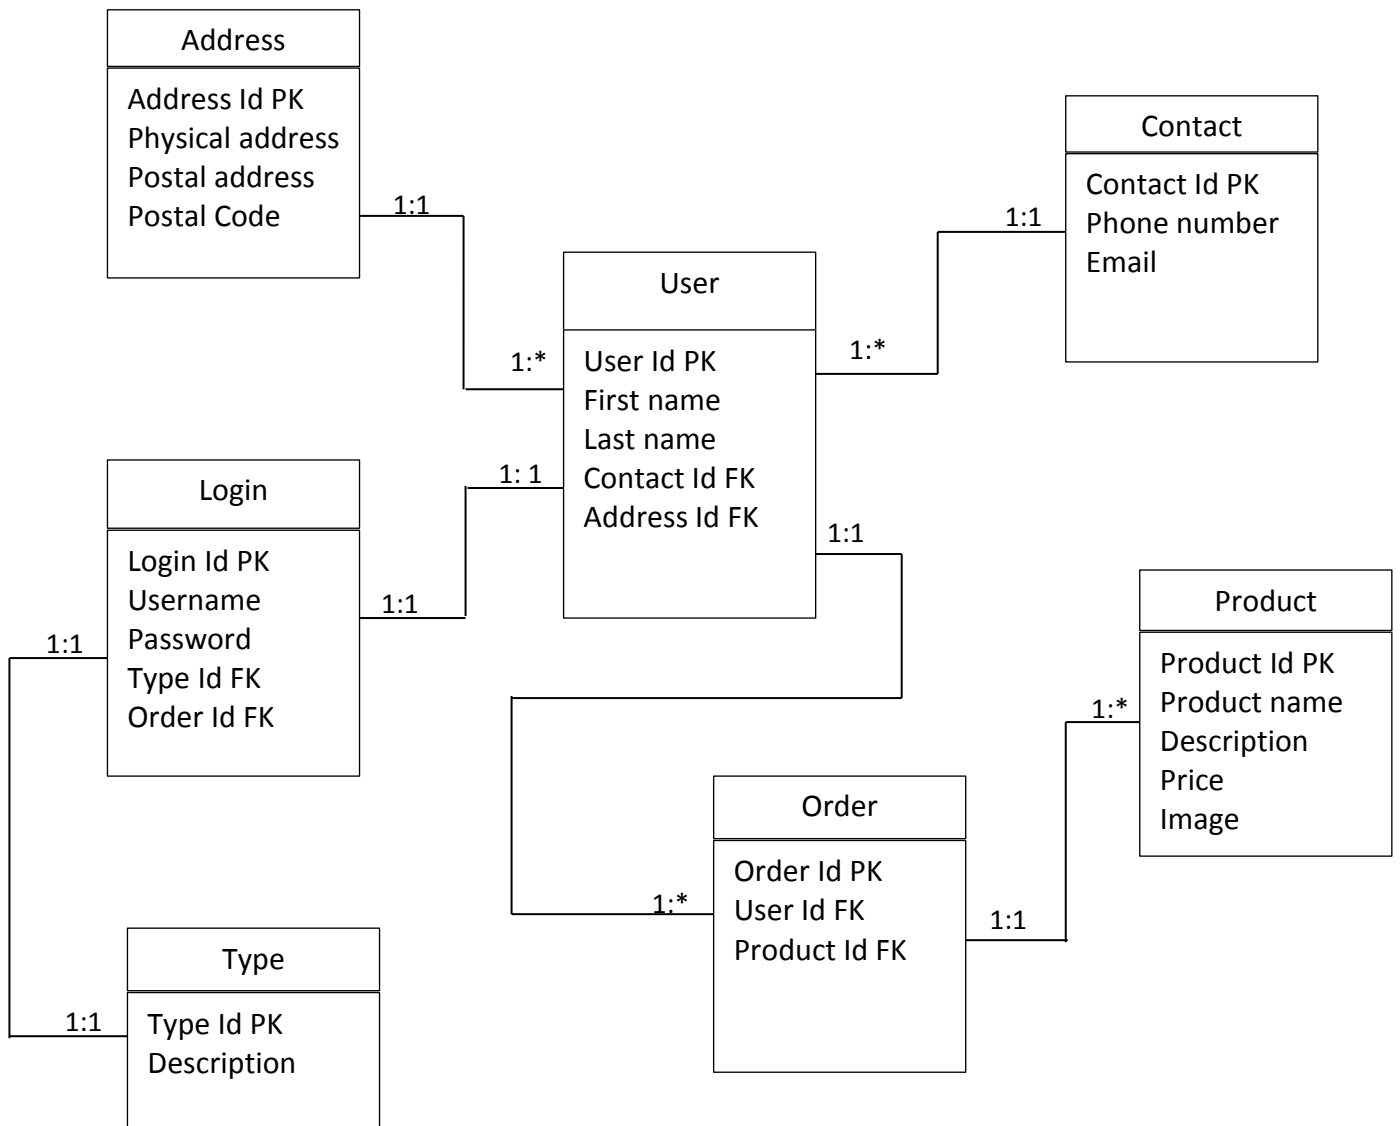 Address
Address Id PK
Physical address
Postal address
Postal Code
1:1
Contact
Contact Id PK
Phone number
Email
1:1
User
User Id PK
First name
Last name
Contact Id FK
Address Id FK
1:*
1:*
1: 1
1:1
Login
Login Id PK
Username
Password
Type Id FK
Order Id FK
1:1
1:1
Product
Product Id PK
Product name
Description
Price
Image
1:*
Order
Order Id PK
User Id FK
Product Id FK
1:*
1:1
Type
Type Id PK
Description
1:1